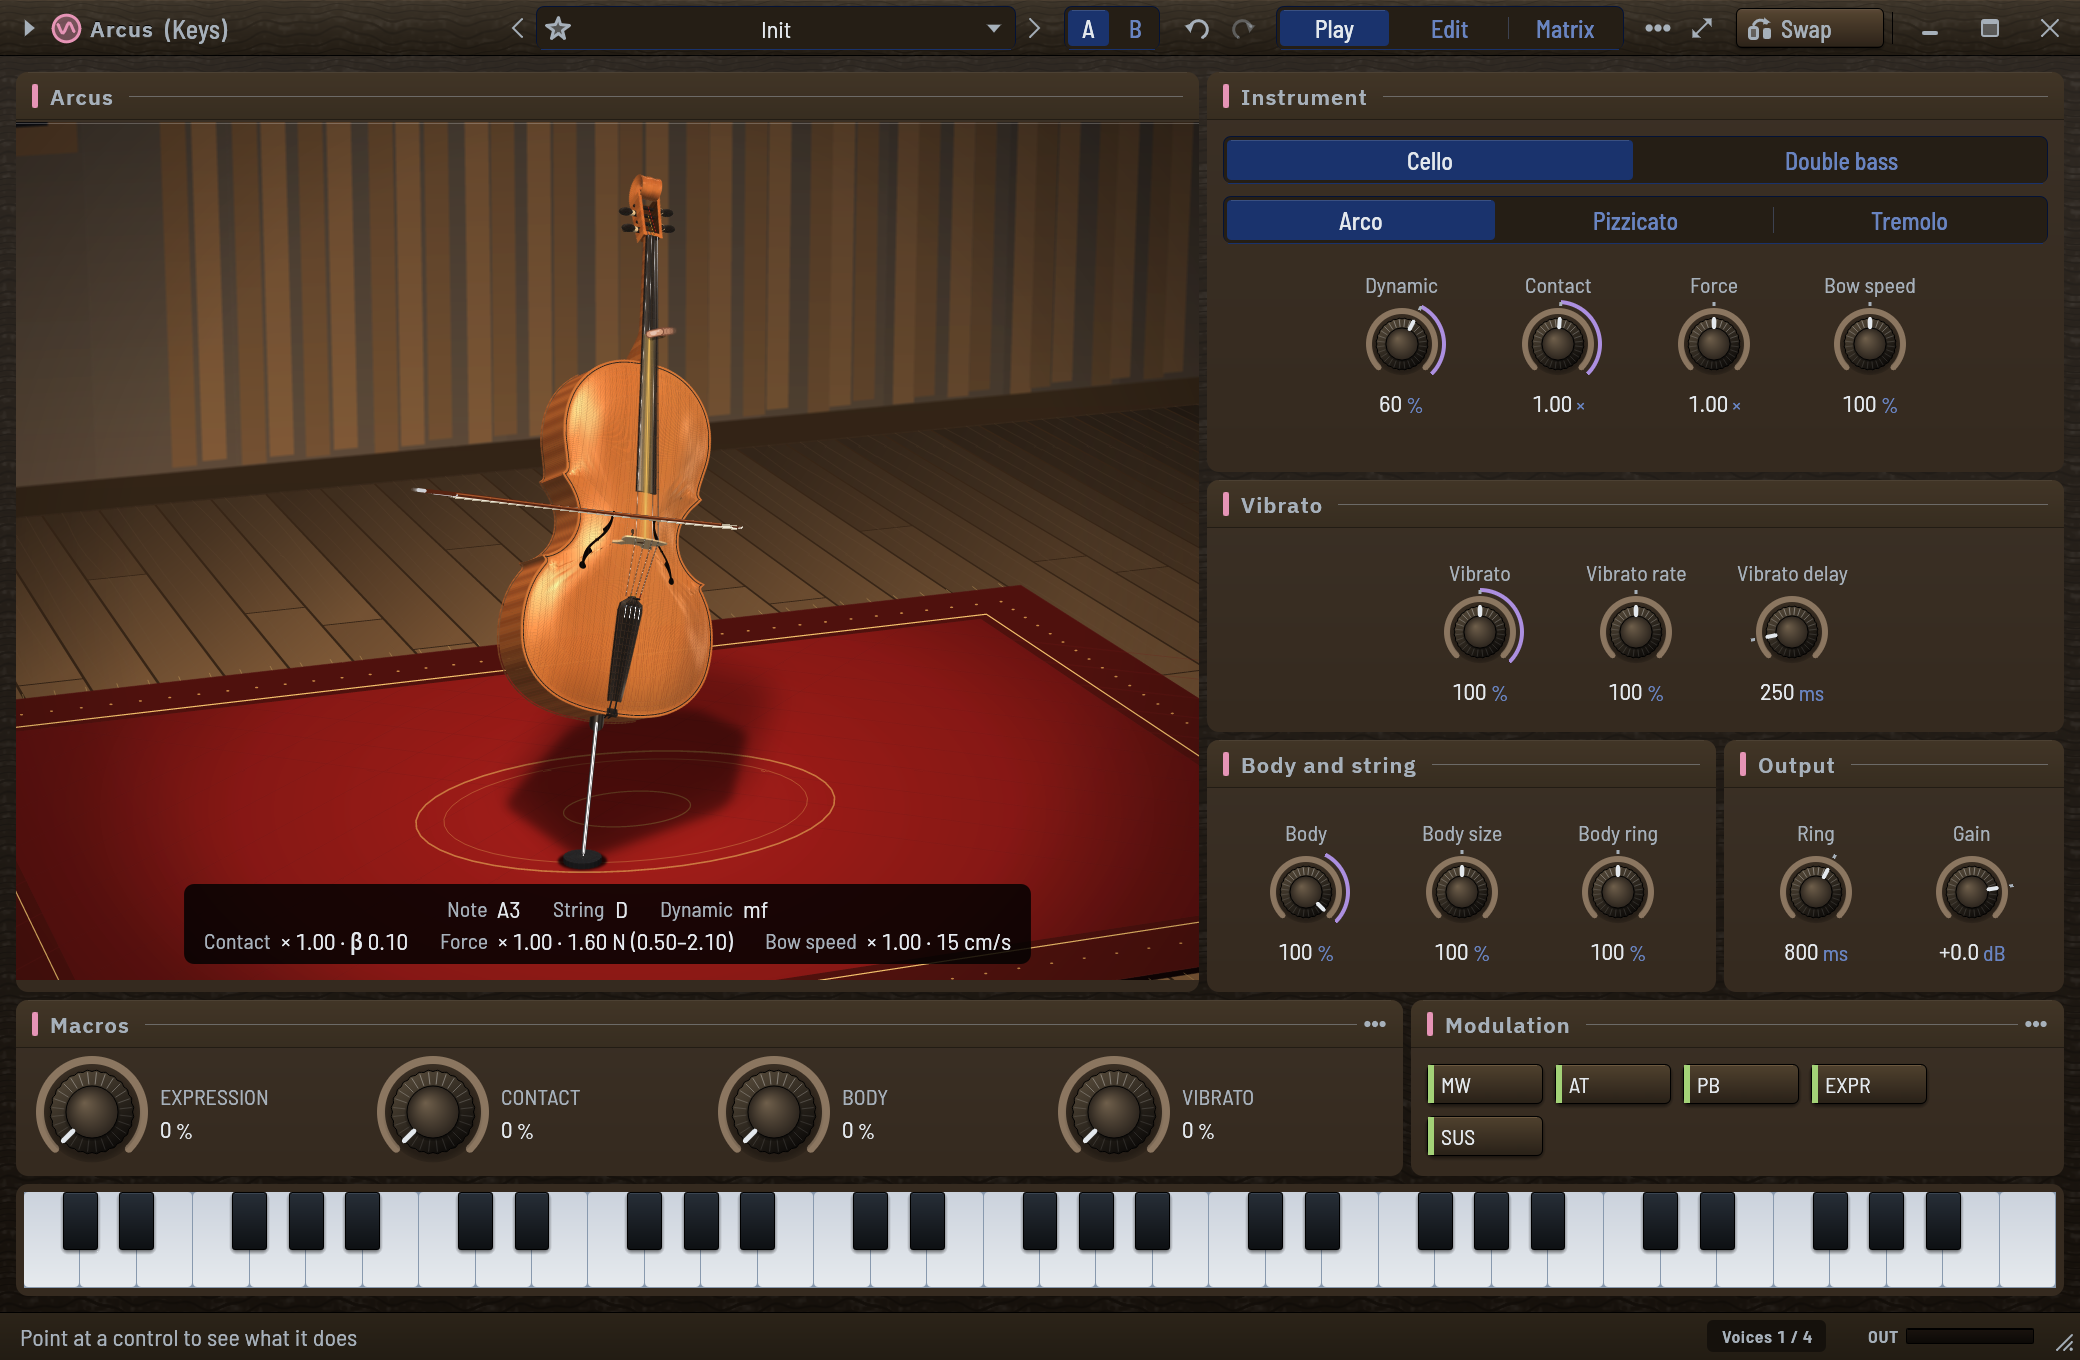 Arcus (Keys)
Init
A B
Play Edit Matrix
Swap
Arcus
Instrument
Cello Double bass
Arco Pizzicato Tremolo
Dynamic Contact Force Bow speed
60 % 1.00 × 1.00 × 100 %
Vibrato
Vibrato Vibrato rate Vibrato delay
100 % 100 % 250 ms
Body and string
Body Body size Body ring
100 % 100 % 100 %
Output
Ring Gain
800 ms +0.0 dB
Note A3 String D Dynamic mf
Contact × 1.00 · β 0.10 Force × 1.00 · 1.60 N (0.50–2.10) Bow speed × 1.00 · 15 cm/s
Macros
EXPRESSION
0 %
CONTACT
0 %
BODY
0 %
VIBRATO
0 %
Modulation
MW AT PB EXPR
SUS
Point at a control to see what it does
Voices 1 / 4
OUT